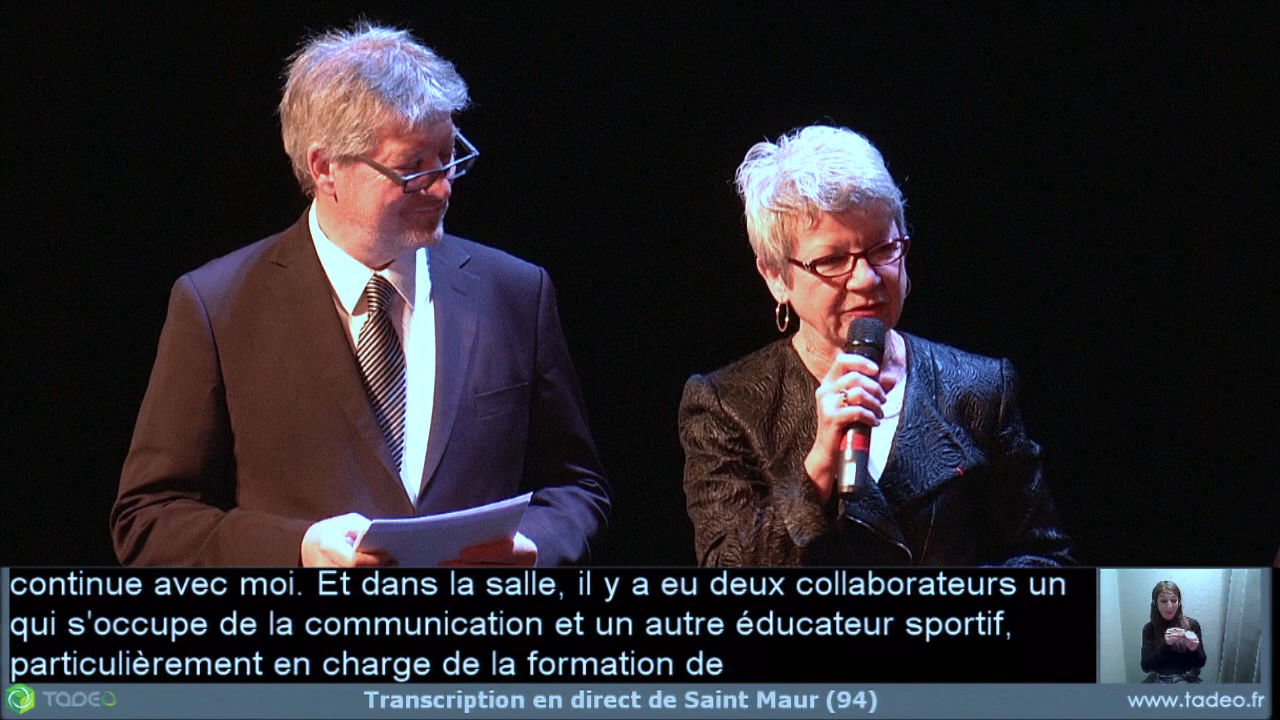 continue avec moi. Et dans la salle, il y a eu deux collaborateurs un
qui s'occupe de la communication et un autre éducateur sportif,
particulièrement en charge de la formation de
TADEO Transcription en direct de Saint Maur (94) www.tadeo.fr